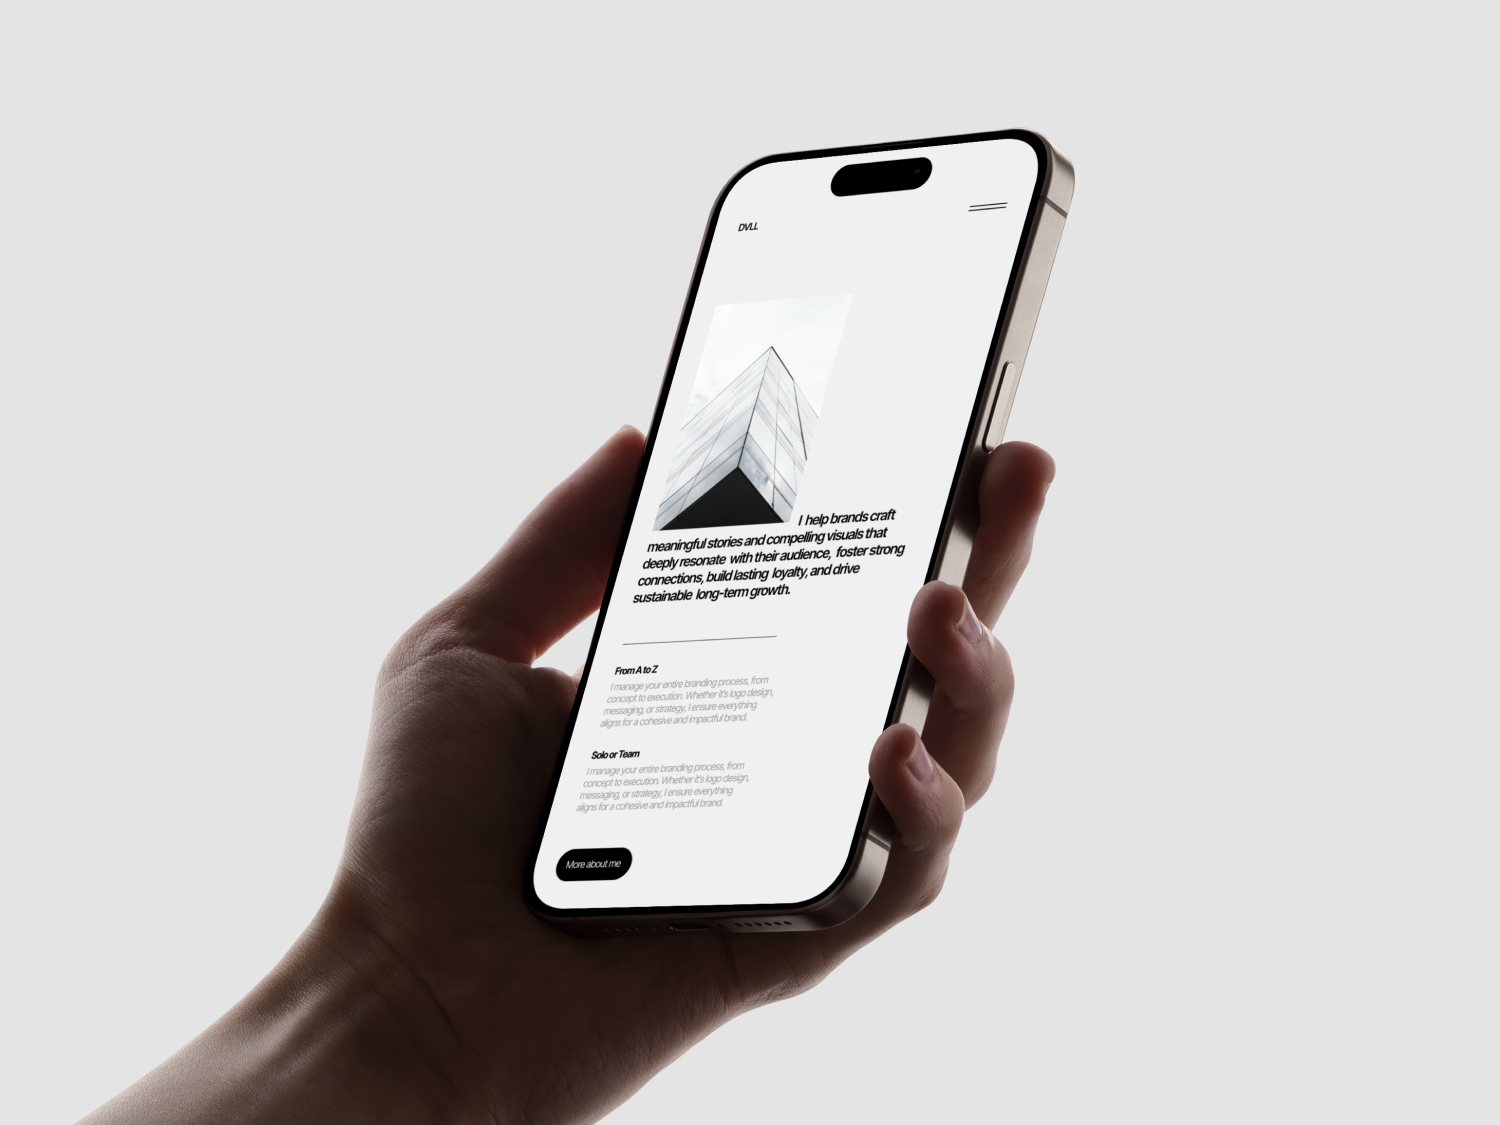 DVLL
I help brands craft
meaningful stories and compelling visuals that
deeply resonate with their audience, foster strong
connections, build lasting loyalty, and drive
sustainable long-term growth.
From A to Z
I manage your entire branding process, from
concept to execution. Whether it's logo design,
messaging, or strategy, I ensure everything
aligns for a cohesive and impactful brand.
Solo or Team
I manage your entire branding process, from
concept to execution. Whether it's logo design,
messaging, or strategy, I ensure everything
aligns for a cohesive and impactful brand.
More about me